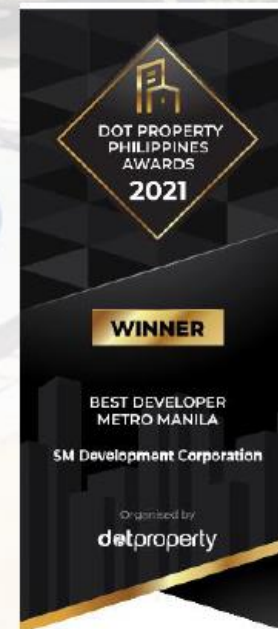 DOT PROPERTY
PHILIPPINES
AWARDS
2021
WINNER
BEST DEVELOPER
METRO MANILA
SM Development Corporation
Organised by
dotproperty